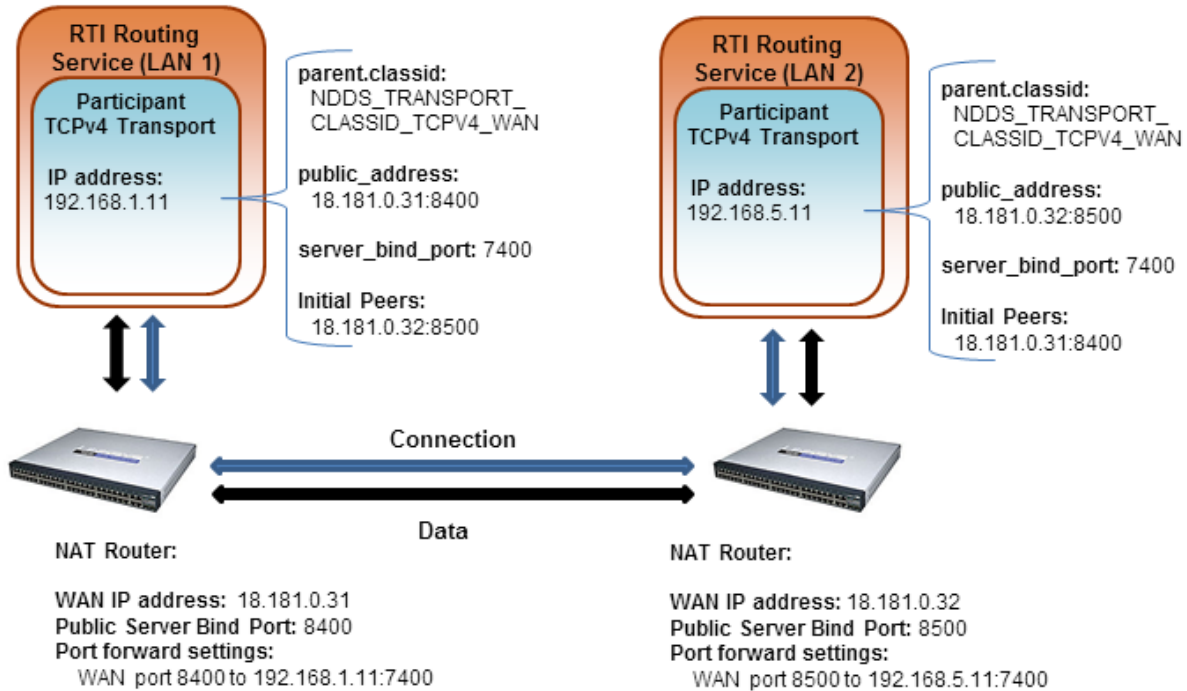 RTI Routing
Service (LAN 1)
Participant
TCPv4 Transport
IP address:
192.168.1.11
parent.classid:
NDDS_TRANSPORT_
CLASSID_TCPV4_WAN
public_address:
18.181.0.31:8400
server_bind_port: 7400
Initial Peers:
18.181.0.32:8500
RTI Routing
Service (LAN 2)
Participant
TCPv4 Transport
IP address:
192.168.5.11
parent.classid:
NDDS_TRANSPORT_
CLASSID_TCPV4_WAN
public_address:
18.181.0.32:8500
server_bind_port: 7400
Initial Peers:
18.181.0.31:8400
Connection
Data
NAT Router:
WAN IP address: 18.181.0.31
Public Server Bind Port: 8400
Port forward settings:
WAN port 8400 to 192.168.1.11:7400
NAT Router:
WAN IP address: 18.181.0.32
Public Server Bind Port: 8500
Port forward settings:
WAN port 8500 to 192.168.5.11:7400